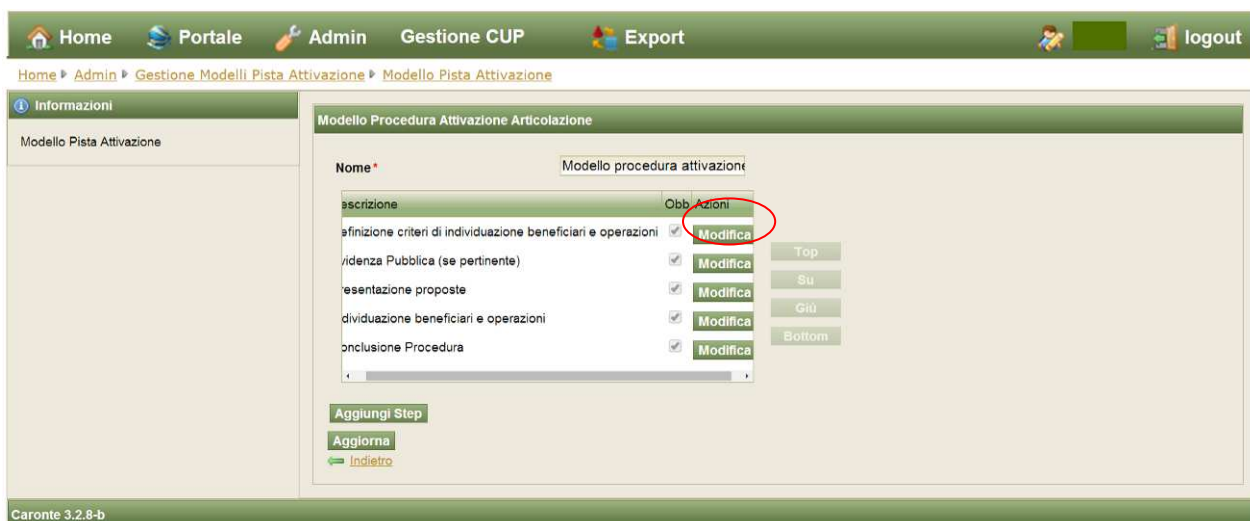 Home Portale Admin Gestione CUP Export logout
Home Admin Gestione Modelli Pista Attivazione Modello Pista Attivazione
Informazioni
Modello Pista Attivazione
Modello Procedura Attivazione Articolazione
Nome* Modello procedura attivazione
escrizione Obb Azioni
efinizione criteri di individuazione beneficiari e operazioni Modifica
videnza Pubblica (se pertinente) Modifica
resentazione proposte Modifica
dividuazione beneficiari e operazioni Modifica
onclusione Procedura Modifica
Top
Su
Giù
Bottom
Aggiungi Step
Aggiorna
Indietro
Caronte 3.2.8-b